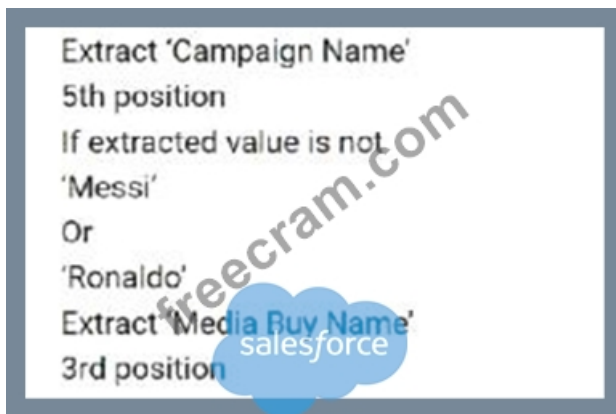 Extract ‘Campaign Name’
5th position
If extracted value is not
‘Messi’
Or
‘Ronaldo’
Extract ‘Media Buy Name’
3rd position
freecram.com
salesforce